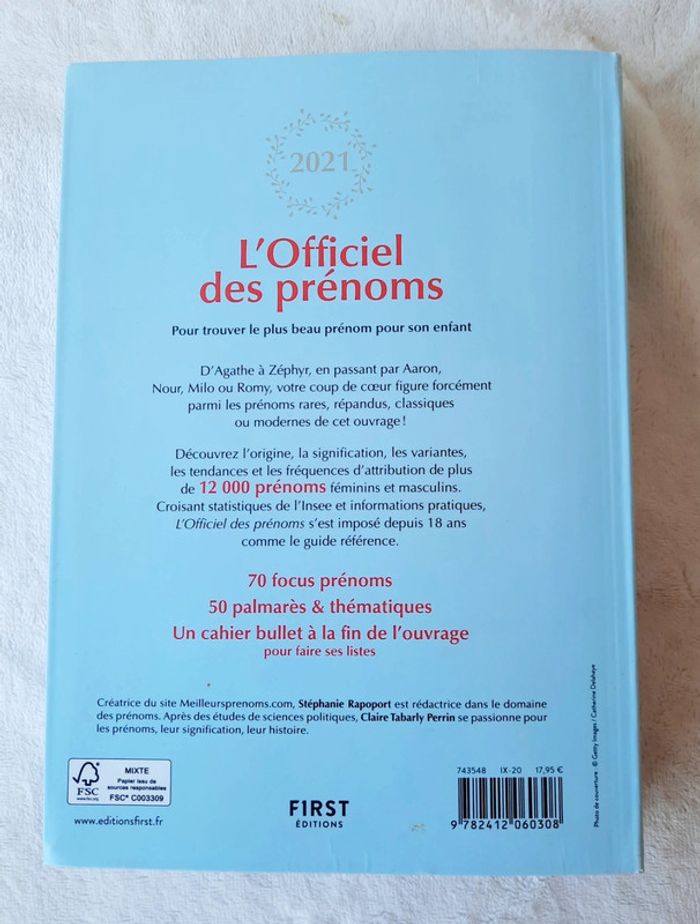 2021
L'Officiel
des prénoms
Pour trouver le plus beau prénom pour son enfant
D'Agathe à Zéphyr, en passant par Aaron,
Nour, Milo ou Romy, votre coup de cœur figure forcément
parmi les prénoms rares, répandus, classiques
ou modernes de cet ouvrage !
Découvrez l'origine, la signification, les variantes,
les tendances et les fréquences d'attribution de plus
de 12 000 prénoms féminins et masculins.
Croisant statistiques de l'Insee et informations pratiques,
L'Officiel des prénoms s'est imposé depuis 18 ans
comme le guide référence.
70 focus prénoms
50 palmarès & thématiques
Un cahier bullet à la fin de l'ouvrage
pour faire ses listes
Créatrice du site Meilleursprenoms.com, Stéphanie Rapoport est rédactrice dans le domaine
des prénoms. Après des études de sciences politiques, Claire Tabarly Perrin se passionne pour
les prénoms, leur signification, leur histoire.
FSC
www.fsc.org
MIXTE
Papier issu de
sources responsables
FSC® C003309
www.editionsfirst.fr
FIRST
ÉDITIONS
743548 IX-20 17,95 €
9 782412 060308
Photo de couverture : © Getty Images / Catherine Delahaye